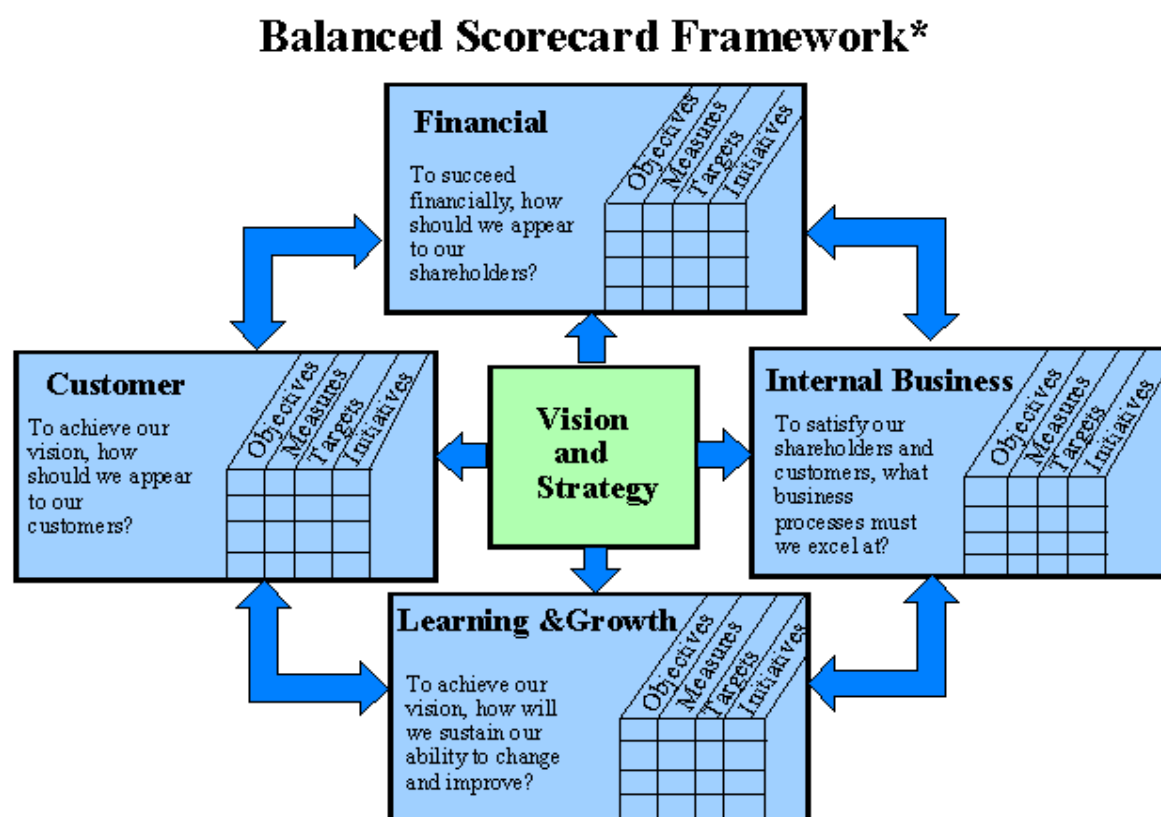 Balanced Scorecard Framework*
Financial
To succeed
financially, how
should we appear
to our
shareholders?
Objectives
Measures
Targets
Initiatives
Customer
To achieve our
vision, how
should we appear
to our
customers?
Objectives
Measures
Targets
Initiatives
Vision
and
Strategy
Internal Business
To satisfy our
shareholders and
customers, what
business
processes must
we excel at?
Objectives
Measures
Targets
Initiatives
Learning &Growth
To achieve our
vision, how will
we sustain our
ability to change
and improve?
Objectives
Measures
Targets
Initiatives